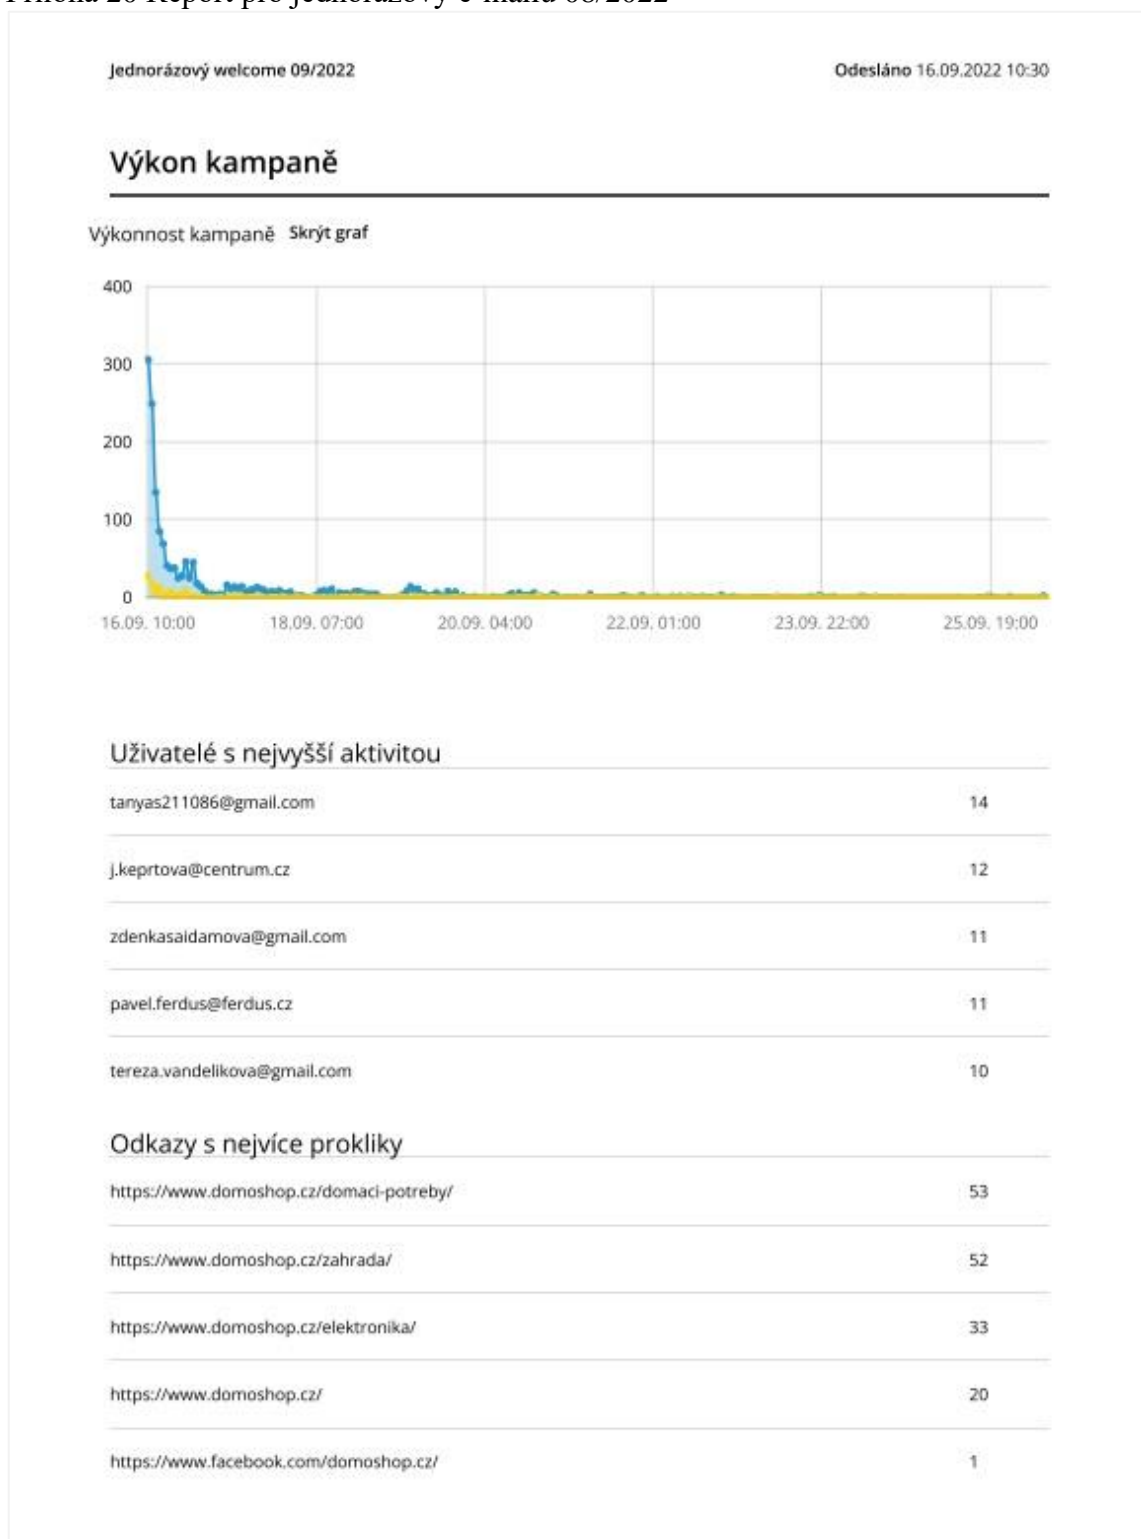 Jednorázový welcome 09/2022 Odesláno 16.09.2022 10:30
Výkon kampaně
Výkonnost kampaně Skrýt graf
400
300
200
100
0
16.09. 10:00 18.09. 07:00 20.09. 04:00 22.09. 01:00 23.09. 22:00 25.09. 19:00
Uživatelé s nejvyšší aktivitou
tanyas211086@gmail.com 14
j.keprtova@centrum.cz 12
zdenkasaidamova@gmail.com 11
pavel.ferdus@ferdus.cz 11
tereza.vandelikova@gmail.com 10
Odkazy s nejvíce prokliky
https://www.domoshop.cz/domaci-potreby/ 53
https://www.domoshop.cz/zahrada/ 52
https://www.domoshop.cz/elektronika/ 33
https://www.domoshop.cz/ 20
https://www.facebook.com/domoshop.cz/ 1